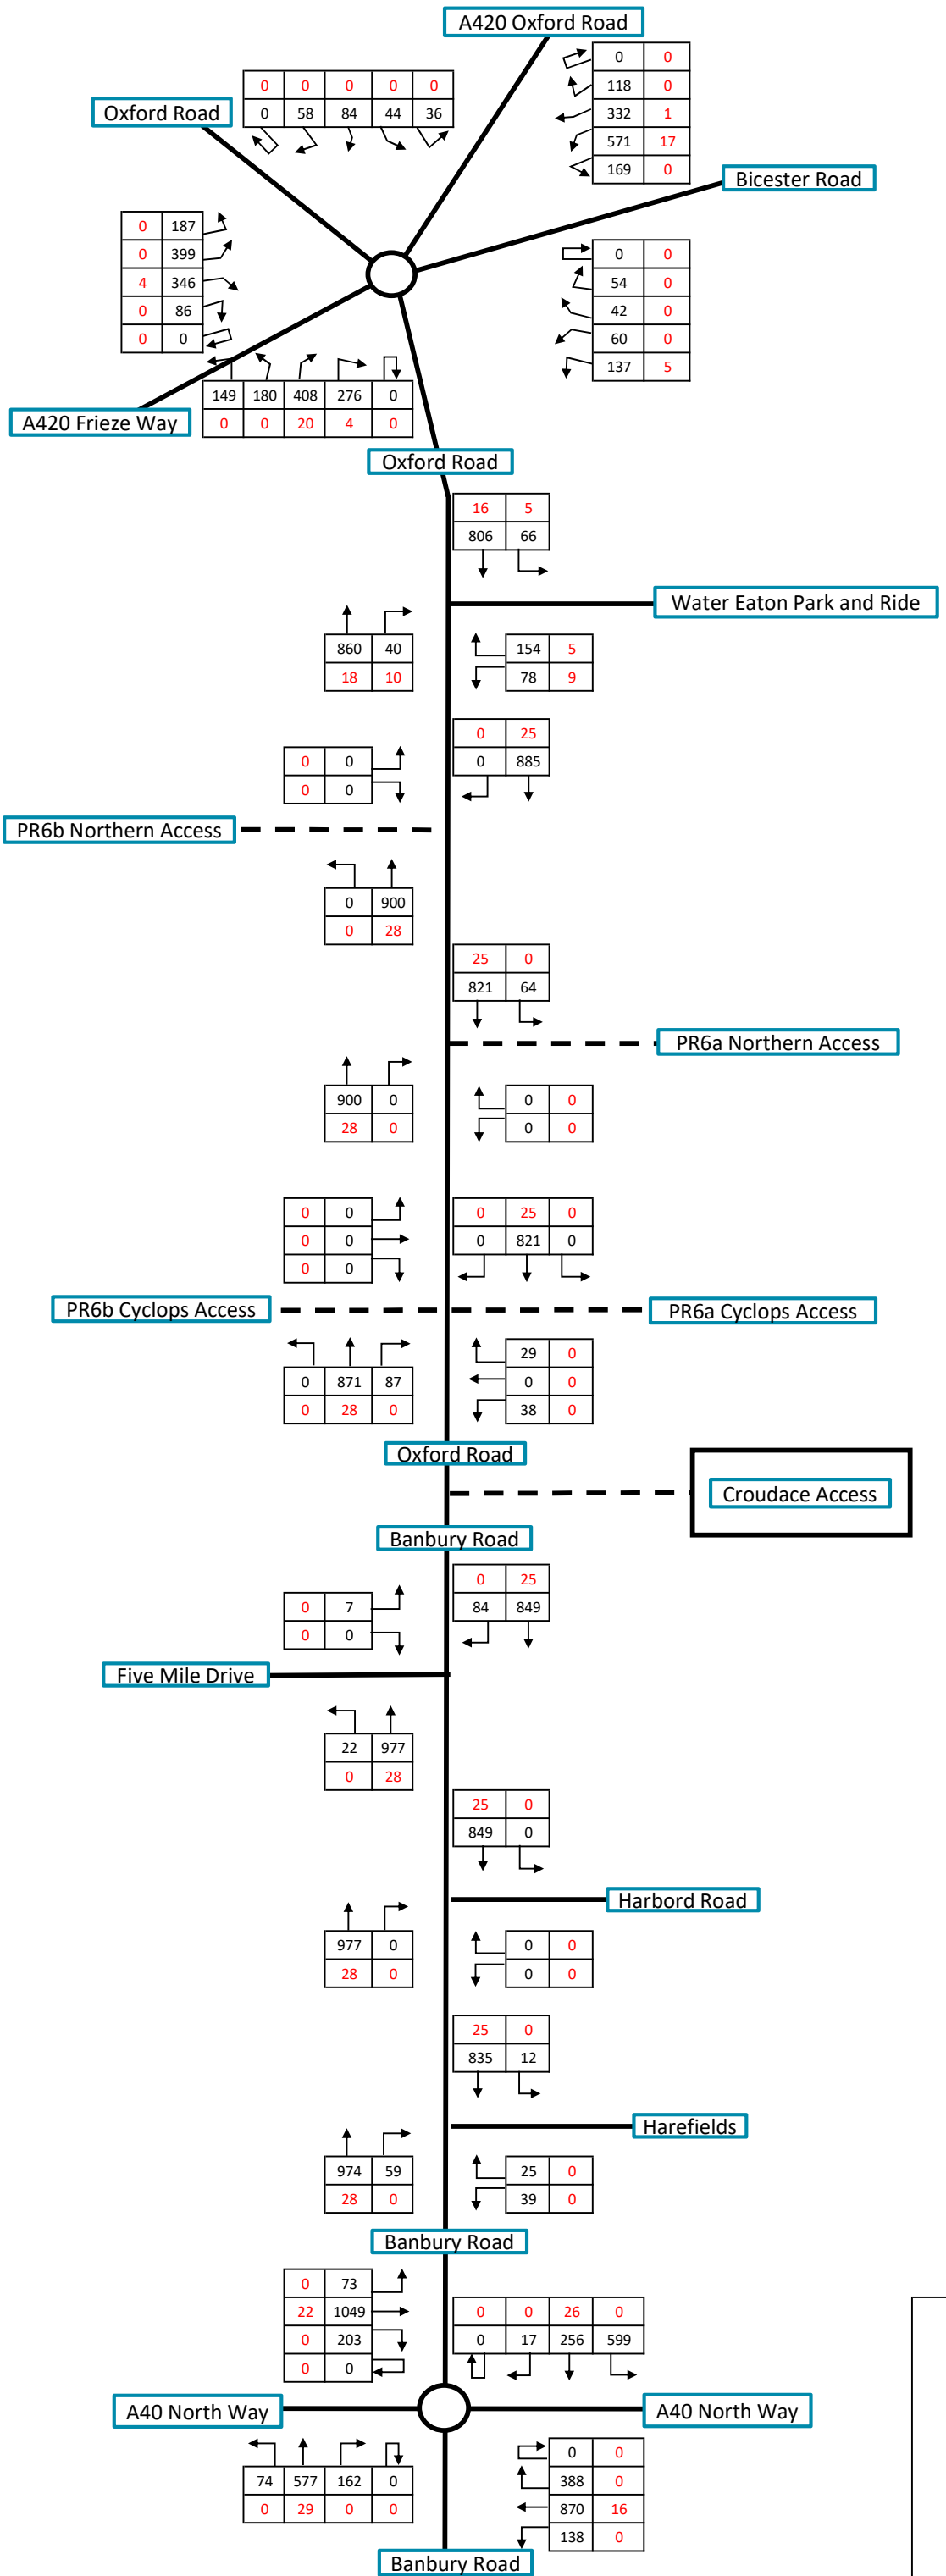 A420 Oxford Road
0 0
118 0
332 1
571 17
169 0
0 0 0 0 0
0 58 84 44 36
Oxford Road
Bicester Road
0 187
0 399
4 346
0 86
0 0
0 0
54 0
42 0
60 0
137 5
149 180 408 276 0
0 0 20 4 0
A420 Frieze Way
Oxford Road
16 5
806 66
Water Eaton Park and Ride
860 40
18 10
154 5
78 9
0 25
0 885
0 0
0 0
PR6b Northern Access
0 900
0 28
25 0
821 64
PR6a Northern Access
900 0
28 0
0 0
0 0
0 0
0 0
0 0
0 25 0
0 821 0
PR6b Cyclops Access
PR6a Cyclops Access
0 871 87
0 28 0
29 0
0 0
38 0
Oxford Road
Croudace Access
Banbury Road
0 25
84 849
0 7
0 0
Five Mile Drive
22 977
0 28
25 0
849 0
Harbord Road
977 0
28 0
0 0
0 0
25 0
835 12
Harefields
974 59
28 0
25 0
39 0
Banbury Road
0 73
22 1049
0 203
0 0
0 0 26 0
0 17 256 599
A40 North Way
A40 North Way
74 577 162 0
0 29 0 0
0 0
388 0
870 16
138 0
Banbury Road